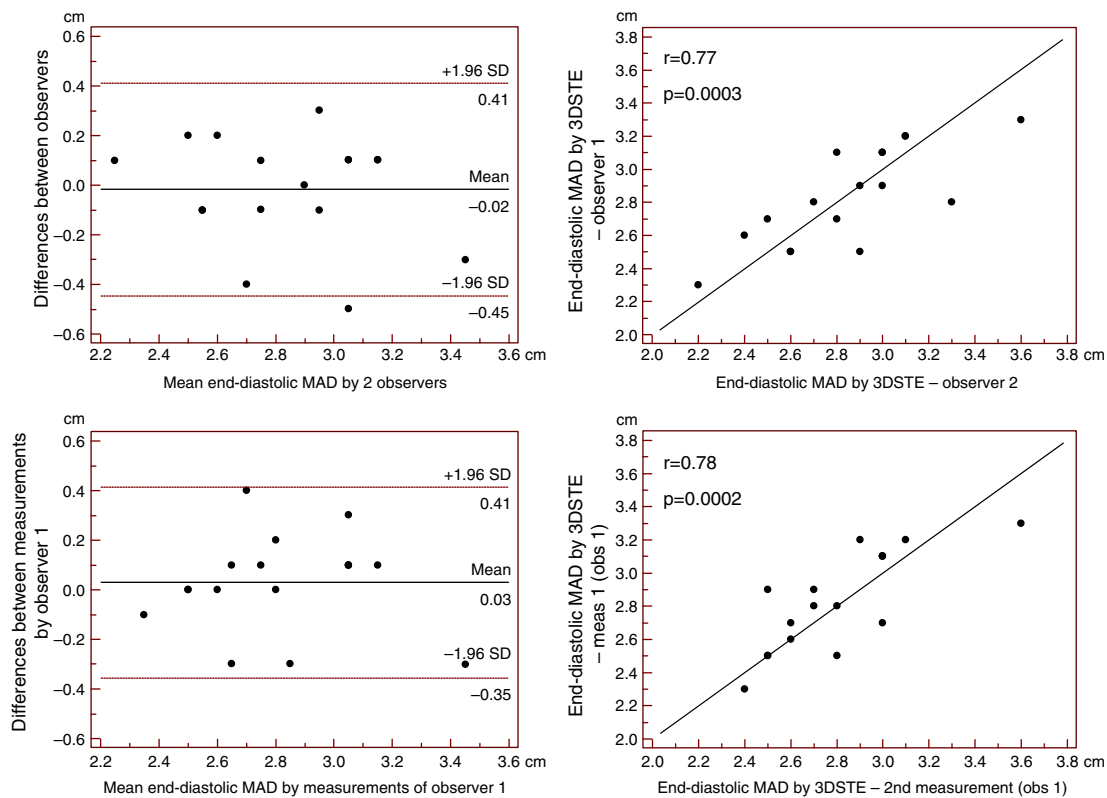 cm
0.6
0.4
0.2
0.0
–0.2
–0.4
–0.6
Differences between observers
+1.96 SD
0.41
Mean
–0.02
–1.96 SD
–0.45
2.2 2.4 2.6 2.8 3.0 3.2 3.4 3.6 cm
Mean end-diastolic MAD by 2 observers
cm
3.8
3.6
3.4
3.2
3.0
2.8
2.6
2.4
2.2
2.0
End-diastolic MAD by 3DSTE
– observer 1
r=0.77
p=0.0003
2.0 2.2 2.4 2.6 2.8 3.0 3.2 3.4 3.6 3.8 cm
End-diastolic MAD by 3DSTE – observer 2
cm
0.6
0.4
0.2
0.0
–0.2
–0.4
–0.6
Differences between measurements
by observer 1
+1.96 SD
0.41
Mean
0.03
–1.96 SD
–0.35
2.2 2.4 2.6 2.8 3.0 3.2 3.4 3.6 cm
Mean end-diastolic MAD by measurements of observer 1
cm
3.8
3.6
3.4
3.2
3.0
2.8
2.6
2.4
2.2
2.0
End-diastolic MAD by 3DSTE
– meas 1 (obs 1)
r=0.78
p=0.0002
2.0 2.2 2.4 2.6 2.8 3.0 3.2 3.4 3.6 3.8 cm
End-diastolic MAD by 3DSTE – 2nd measurement (obs 1)